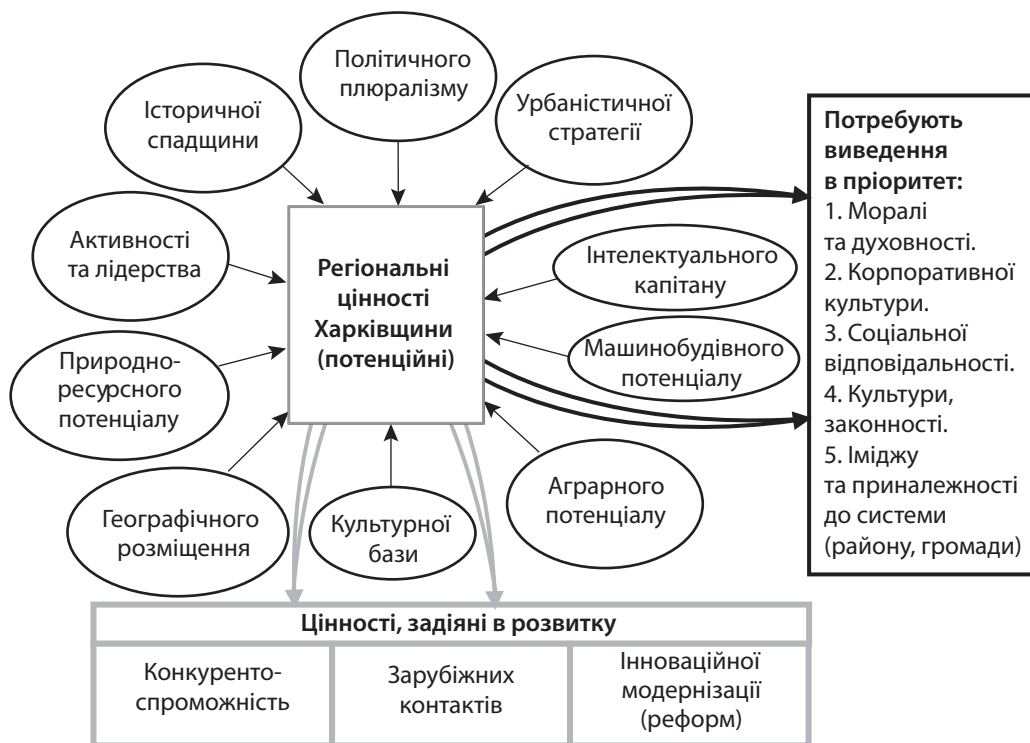 Політичного
плюралізму
Історичної
спадщини
Урбаністичної
стратегії
Активності
та лідерства
Природно-
ресурсного
потенціалу
Географічного
розміщення
Культурної
бази
Аграрного
потенціалу
Машинобудівного
потенціалу
Інтелектуального
капітану
Регіональні
цінності
Харківщини
(потенційні)
Потребують
виведення
в пріоритет:
1. Моралі
та духовності.
2. Корпоративної
культури.
3. Соціальної
відповідальності.
4. Культури,
законності.
5. Іміджу
та приналежності
до системи
(району, громади)
Цінності, задіяні в розвитку
Конкуренто-
спроможність
Зарубіжних
контактів
Інноваційної
модернізації
(реформ)